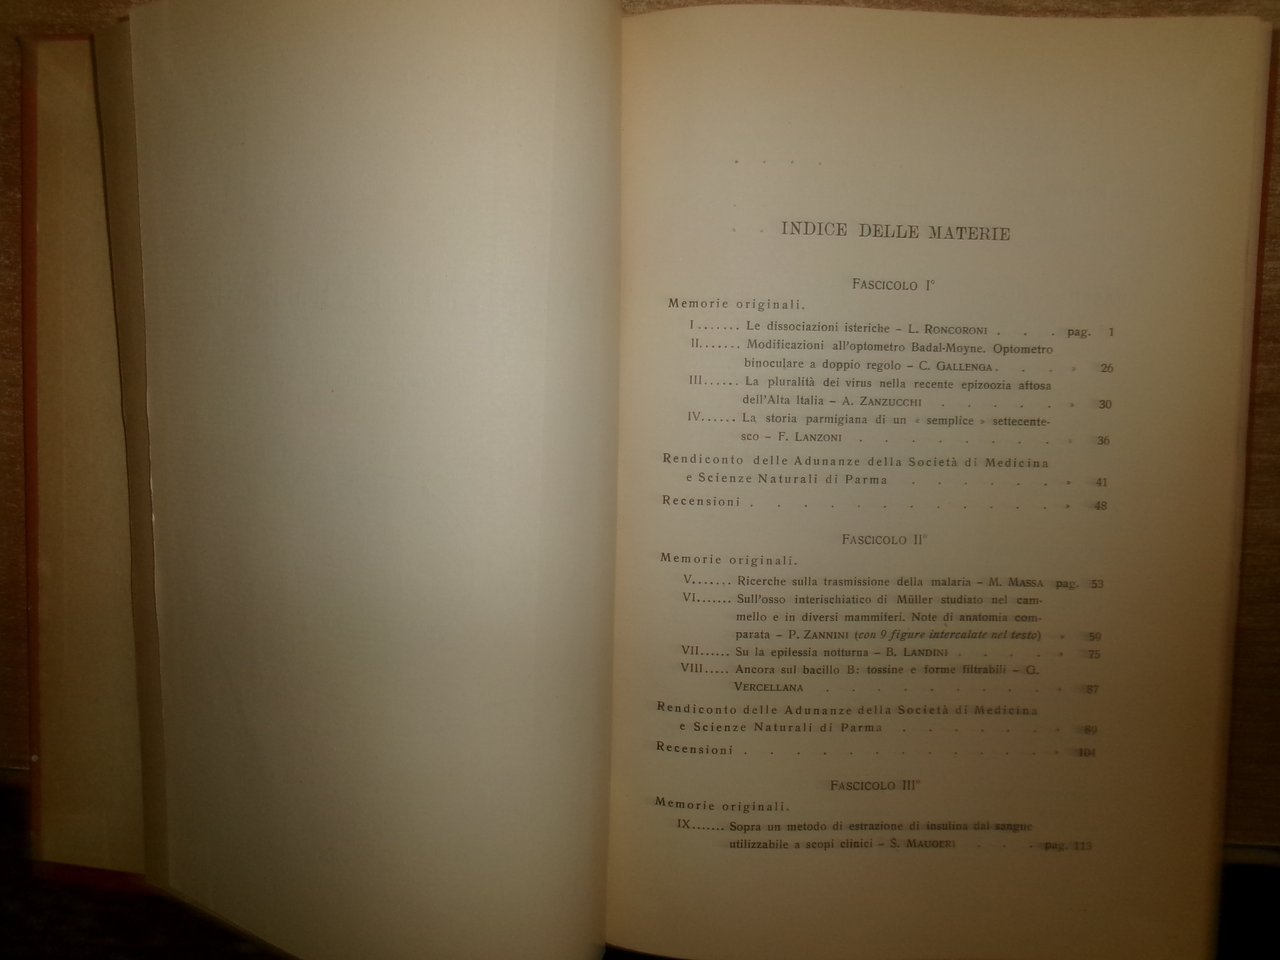 INDICE DELLE MATERIE
FASCICOLO I°
Memorie originali.
I ....... Le dissociazioni isteriche – L. RONCORONI . . . pag. 1
II....... Modificazioni all'optometro Badal-Moyne. Optometro
binoculare a doppio regolo – C. GALLENGA . . . » 26
III ...... La pluralità dei virus nella recente epizoozia aftosa
dell'Alta Italia – A. ZANZUCCHI . . . . . » 30
IV...... La storia parmigiana di un « semplice » settecente-
sco – F. LANZONI . . . . . . . . » 36
Rendiconto delle Adunanze della Società di Medicina
e Scienze Naturali di Parma . . . . . . » 41
Recensioni . . . . . . . . . . . . » 48
FASCICOLO II°
Memorie originali.
V....... Ricerche sulla trasmissione della malaria – M. MASSA pag. 53
VI....... Sull'osso interischiatico di Müller studiato nel cam-
mello e in diversi mammiferi. Note di anatomia com-
parata – P. ZANNINI (con 9 figure intercalate nel testo) » 59
VII...... Su la epilessia notturna – B. LANDINI . . . . » 75
VIII..... Ancora sul bacillo B: tossine e forme filtrabili – G.
VERCELLANA . . . . . . . . . » 87
Rendiconto delle Adunanze della Società di Medicina
e Scienze Naturali di Parma . . . . . . » 89
Recensioni . . . . . . . . . . . . » 104
FASCICOLO III°
Memorie originali.
IX....... Sopra un metodo di estrazione di insulina dal sangue
utilizzabile a scopi clinici – S. MAUGERI . . . pag. 113